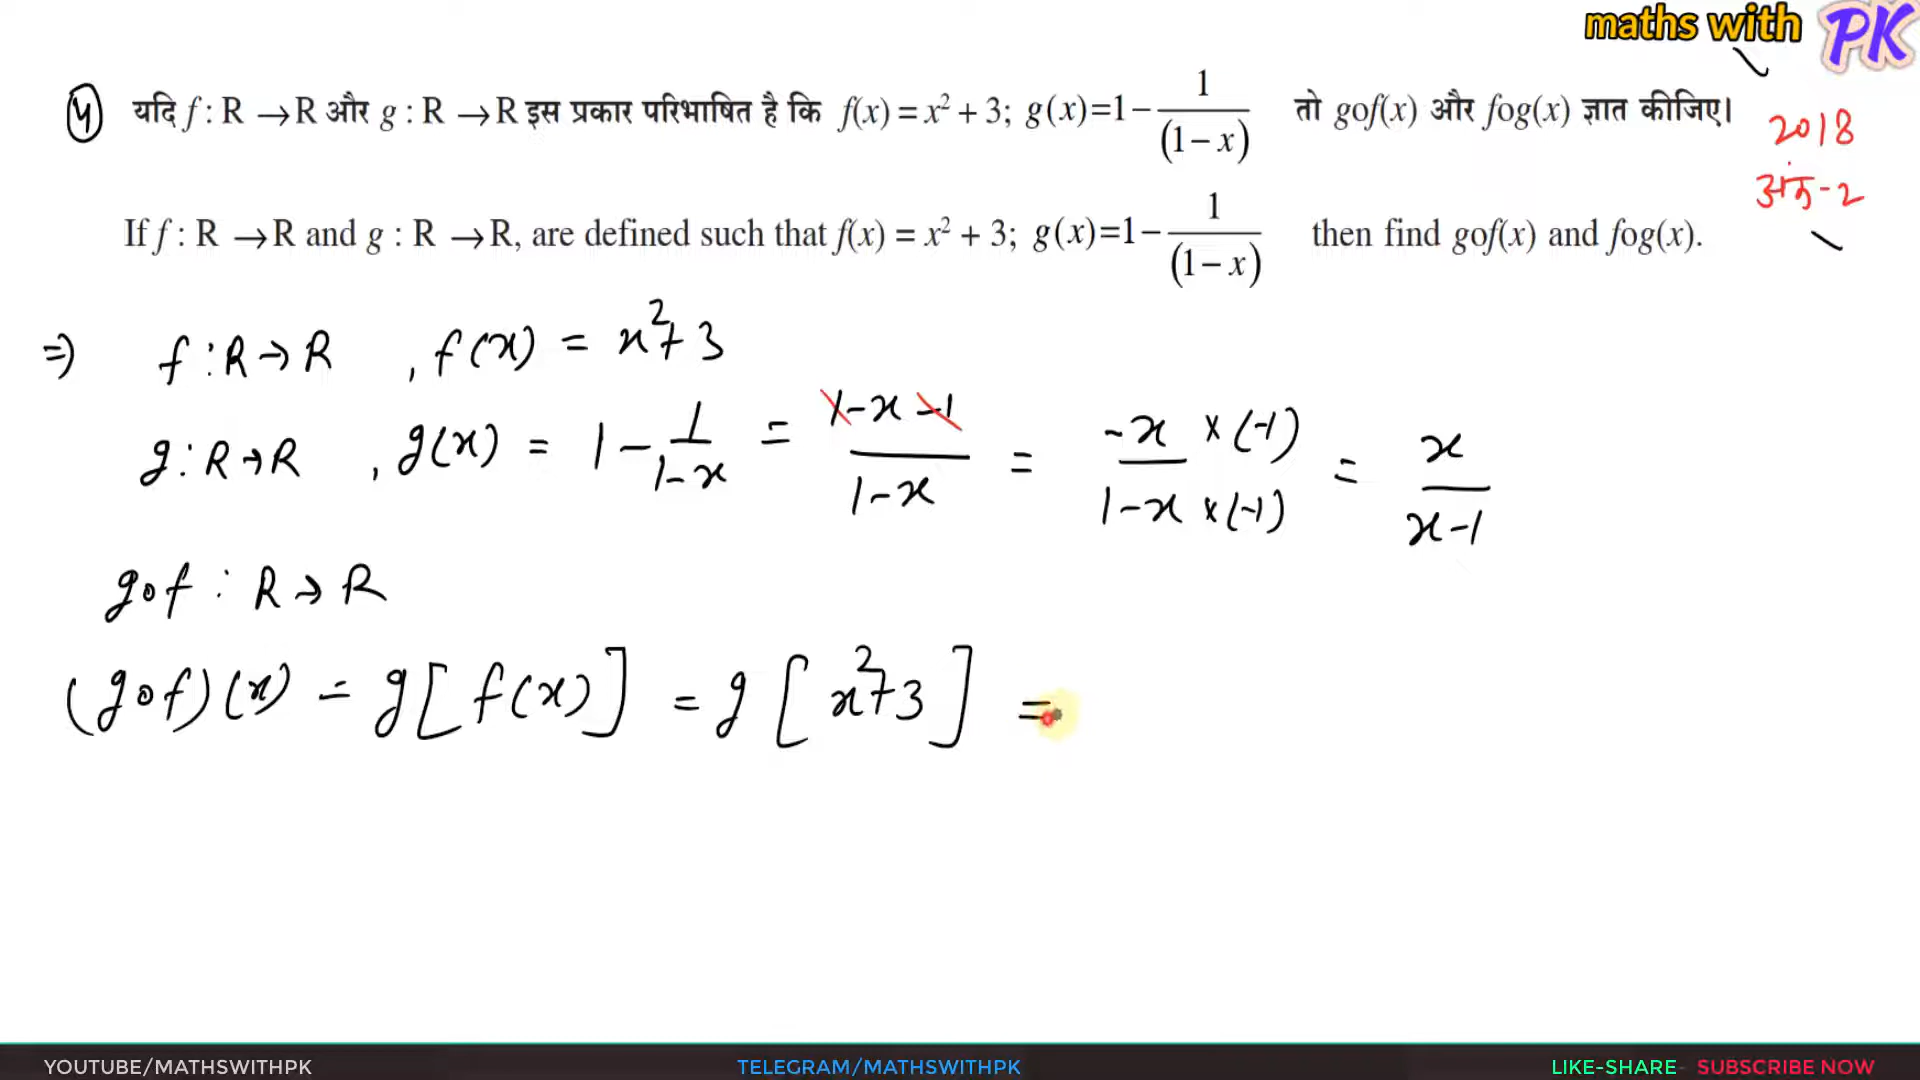 maths with PK
(4) यदि f : R →R और g : R →R इस प्रकार परिभाषित है कि f(x) = x² + 3; g(x)=1− 1/(1− x) तो gof(x) और fog(x) ज्ञात कीजिए।
2018
अंक-2
If f : R →R and g : R →R, are defined such that f(x) = x² + 3; g(x)=1− 1/(1− x) then find gof(x) and fog(x).
⇒ f : R → R , f(x) = x²+3
g : R → R , g(x) = 1 − 1/1−x = 1−x−1/1−x = −x × (−1)/1−x × (−1) = x/x−1
gof : R → R
(gof)(x) = g[f(x)] = g[x²+3] =
YOUTUBE/MATHSWITHPK TELEGRAM/MATHSWITHPK LIKE-SHARE- SUBSCRIBE NOW